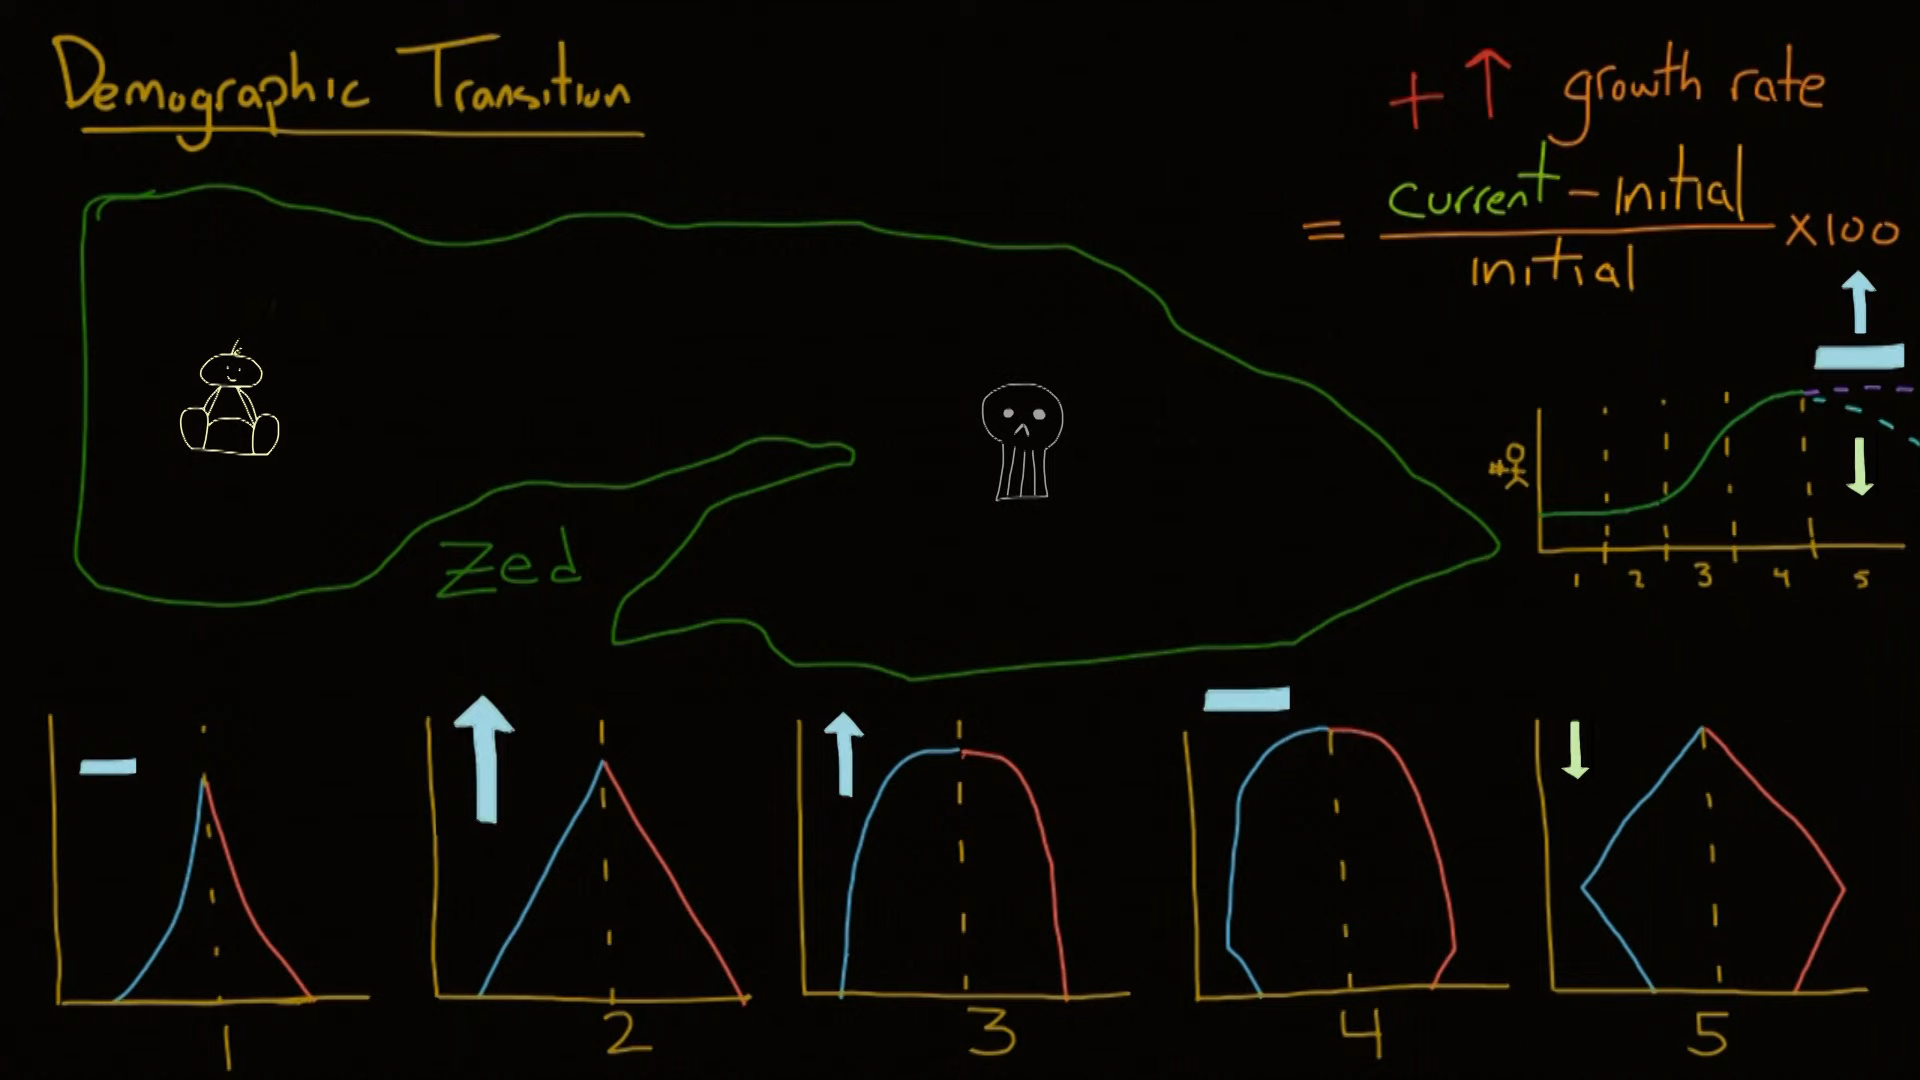 Demographic Transition
+ ↑ growth rate
= current - initial
initial
x100
Zed
1 2 3 4 5
1
2
3
4
5